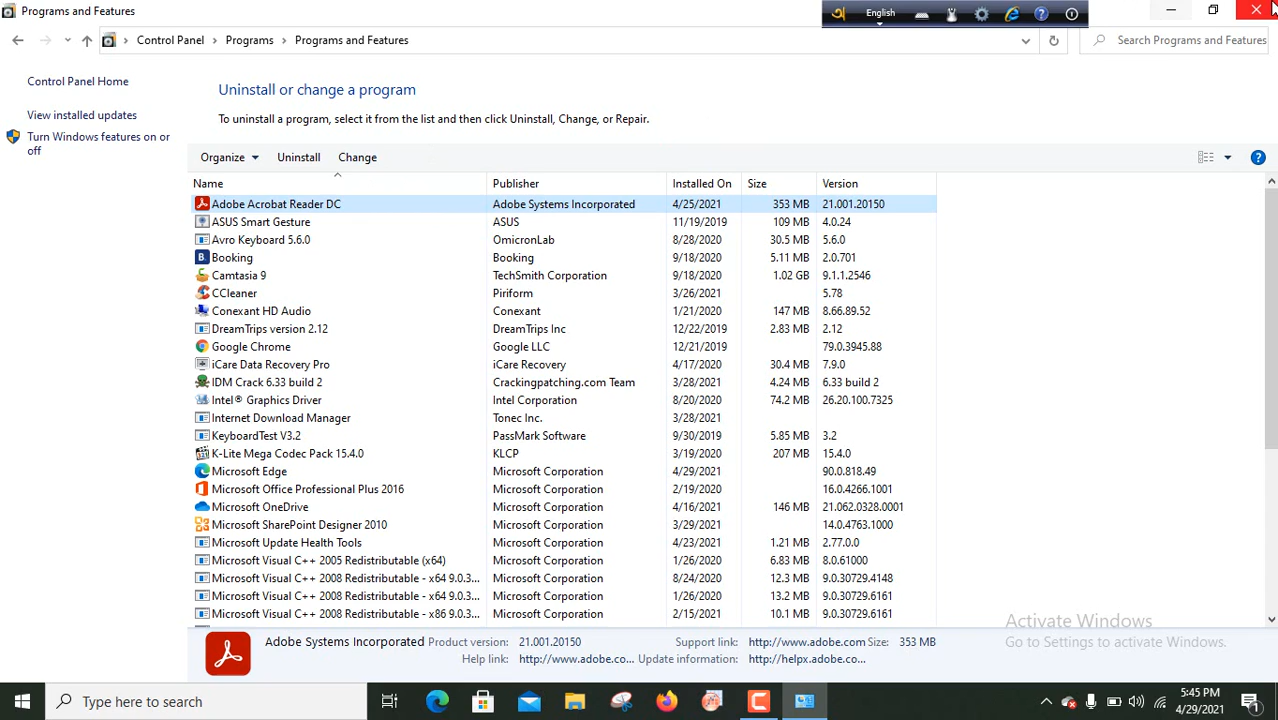 Programs and Features
English
Control Panel Programs Programs and Features
Search Programs and Features
Control Panel Home
View installed updates
Turn Windows features on or
off
Uninstall or change a program
To uninstall a program, select it from the list and then click Uninstall, Change, or Repair.
Organize Uninstall Change
Name Publisher Installed On Size Version
Adobe Acrobat Reader DC Adobe Systems Incorporated 4/25/2021 353 MB 21.001.20150
ASUS Smart Gesture ASUS 11/19/2019 109 MB 4.0.24
Avro Keyboard 5.6.0 OmicronLab 8/28/2020 30.5 MB 5.6.0
B. Booking Booking 9/18/2020 5.11 MB 2.0.701
Camtasia 9 TechSmith Corporation 9/18/2020 1.02 GB 9.1.1.2546
CCleaner Piriform 3/26/2021 5.78
Conexant HD Audio Conexant 1/21/2020 147 MB 8.66.89.52
DreamTrips version 2.12 DreamTrips Inc 12/22/2019 2.83 MB 2.12
Google Chrome Google LLC 12/21/2019 79.0.3945.88
iCare Data Recovery Pro iCare Recovery 4/17/2020 30.4 MB 7.9.0
IDM Crack 6.33 build 2 Crackingpatching.com Team 3/28/2021 4.24 MB 6.33 build 2
Intel® Graphics Driver Intel Corporation 8/20/2020 74.2 MB 26.20.100.7325
Internet Download Manager Tonec Inc. 3/28/2021
KeyboardTest V3.2 PassMark Software 9/30/2019 5.85 MB 3.2
K-Lite Mega Codec Pack 15.4.0 KLCP 6/23/2020 207 MB 15.4.0
Microsoft Edge Microsoft Corporation 4/29/2021 90.0.818.49
Microsoft Office Professional Plus 2016 Microsoft Corporation 2/19/2020 16.0.4266.1001
Microsoft OneDrive Microsoft Corporation 4/16/2021 146 MB 21.062.0328.0001
Microsoft SharePoint Designer 2010 Microsoft Corporation 3/29/2021 14.0.4763.1000
Microsoft Update Health Tools Microsoft Corporation 4/23/2021 1.21 MB 2.77.0.0
Microsoft Visual C++ 2005 Redistributable (x64) Microsoft Corporation 1/26/2020 6.83 MB 8.0.61000
Microsoft Visual C++ 2008 Redistributable - x64 9.0.3... Microsoft Corporation 8/24/2020 12.3 MB 9.0.30729.4148
Microsoft Visual C++ 2008 Redistributable - x64 9.0.3... Microsoft Corporation 1/26/2020 13.2 MB 9.0.30729.6161
Microsoft Visual C++ 2008 Redistributable - x86 9.0.3... Microsoft Corporation 2/15/2021 10.1 MB 9.0.30729.6161
Activate Windows
Go to Settings to activate Windows.
Adobe Systems Incorporated Product version: 21.001.20150 Support link: http://www.adobe.com Size: 353 MB
Help link: http://www.adobe.co... Update information: http://helpx.adobe.co...
Type here to search
5:45 PM
4/29/2021
1